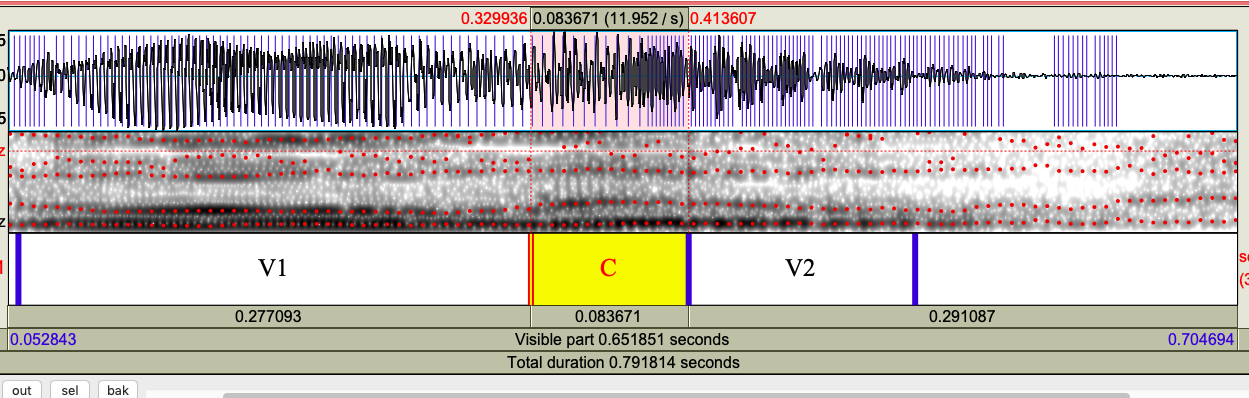 0.329936 0.083671 (11.952 / s) 0.413607
5
0
5
z
z
V1 C V2
0.277093 0.083671 0.291087
0.052843 Visible part 0.651851 seconds 0.704694
Total duration 0.791814 seconds
out sel bak